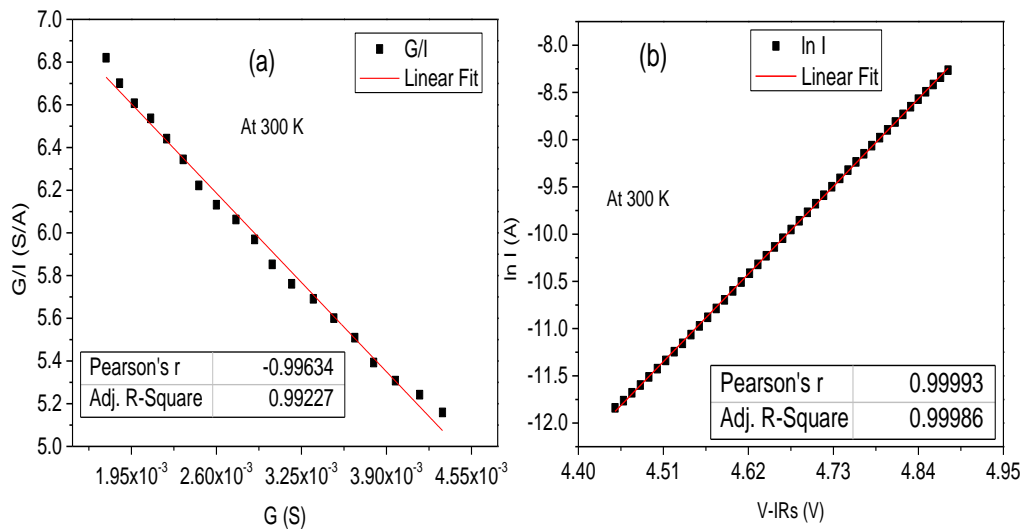 (a)
G/I
Linear Fit
At 300 K
7.0
6.8
6.6
6.4
6.2
6.0
5.8
5.6
5.4
5.2
5.0
G/I (S/A)
Pearson's r -0.99634
Adj. R-Square 0.99227
1.95x10⁻³ 2.60x10⁻³ 3.25x10⁻³ 3.90x10⁻³ 4.55x10⁻³
G (S)
(b)
ln I
Linear Fit
At 300 K
-8.0
-8.5
-9.0
-9.5
-10.0
-10.5
-11.0
-11.5
-12.0
ln I (A)
Pearson's r 0.99993
Adj. R-Square 0.99986
4.40 4.51 4.62 4.73 4.84 4.95
V-IRs (V)